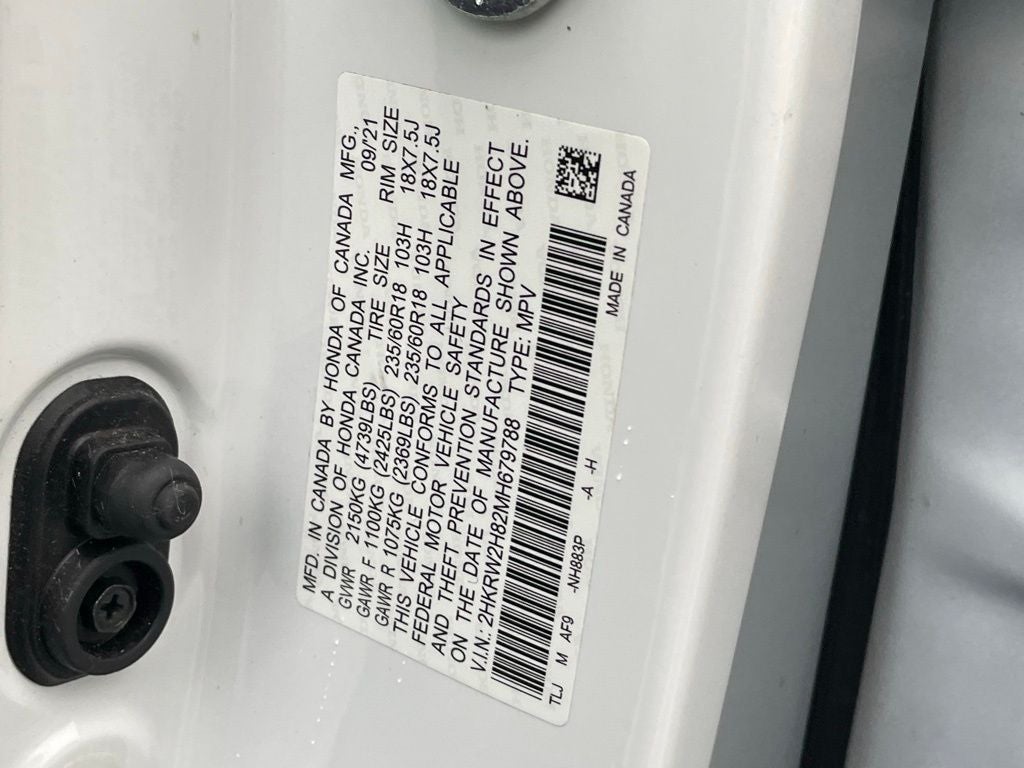 MFD. IN CANADA BY HONDA OF CANADA MFG.,
A DIVISION OF HONDA CANADA INC. 09/21
GVWR 2150KG (4739LBS) TIRE SIZE RIM SIZE
GAWR F 1100KG (2425LBS) 235/60R18 103H 18X7.5J
GAWR R 1075KG (2369LBS) 235/60R18 103H 18X7.5J
THIS VEHICLE CONFORMS TO ALL APPLICABLE
FEDERAL MOTOR VEHICLE SAFETY
AND THEFT PREVENTION STANDARDS IN EFFECT
ON THE DATE OF MANUFACTURE SHOWN ABOVE.
V.I.N.: 2HKRW2H82MH679788 TYPE: MPV
TLJ M AF9 -NH883P -A -H MADE IN CANADA